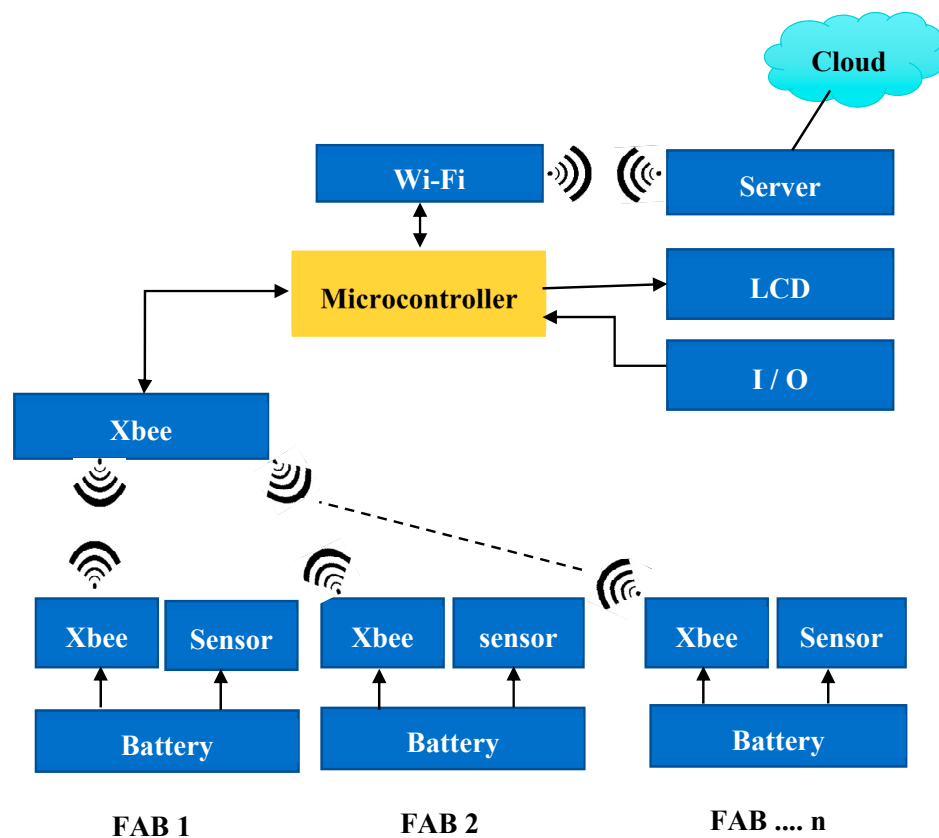 Cloud
Wi-Fi
Server
Microcontroller
LCD
I / O
Xbee
Xbee
Sensor
Xbee
sensor
Xbee
Sensor
Battery
Battery
Battery
FAB 1
FAB 2
FAB .... n